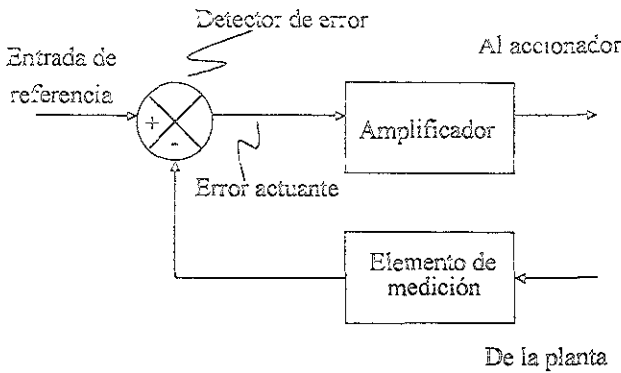 Detector de error
Al accionador
Entrada de
referencia
+
-
Amplificador
Error actuante
Elemento de
medición
De la planta